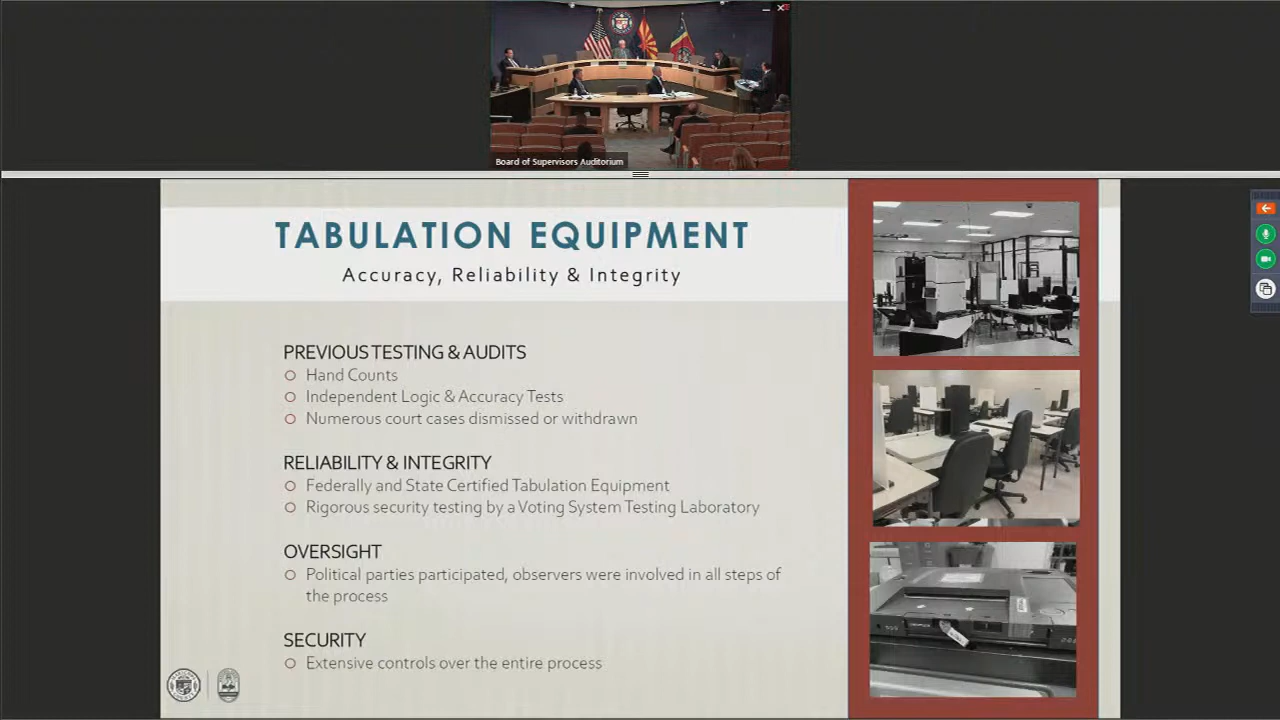 Board of Supervisors Auditorium
TABULATION EQUIPMENT
Accuracy, Reliability & Integrity
PREVIOUS TESTING & AUDITS
Hand Counts
Independent Logic & Accuracy Tests
Numerous court cases dismissed or withdrawn
RELIABILITY & INTEGRITY
Federally and State Certified Tabulation Equipment
Rigorous security testing by a Voting System Testing Laboratory
OVERSIGHT
Political parties participated, observers were involved in all steps of
the process
SECURITY
Extensive controls over the entire process